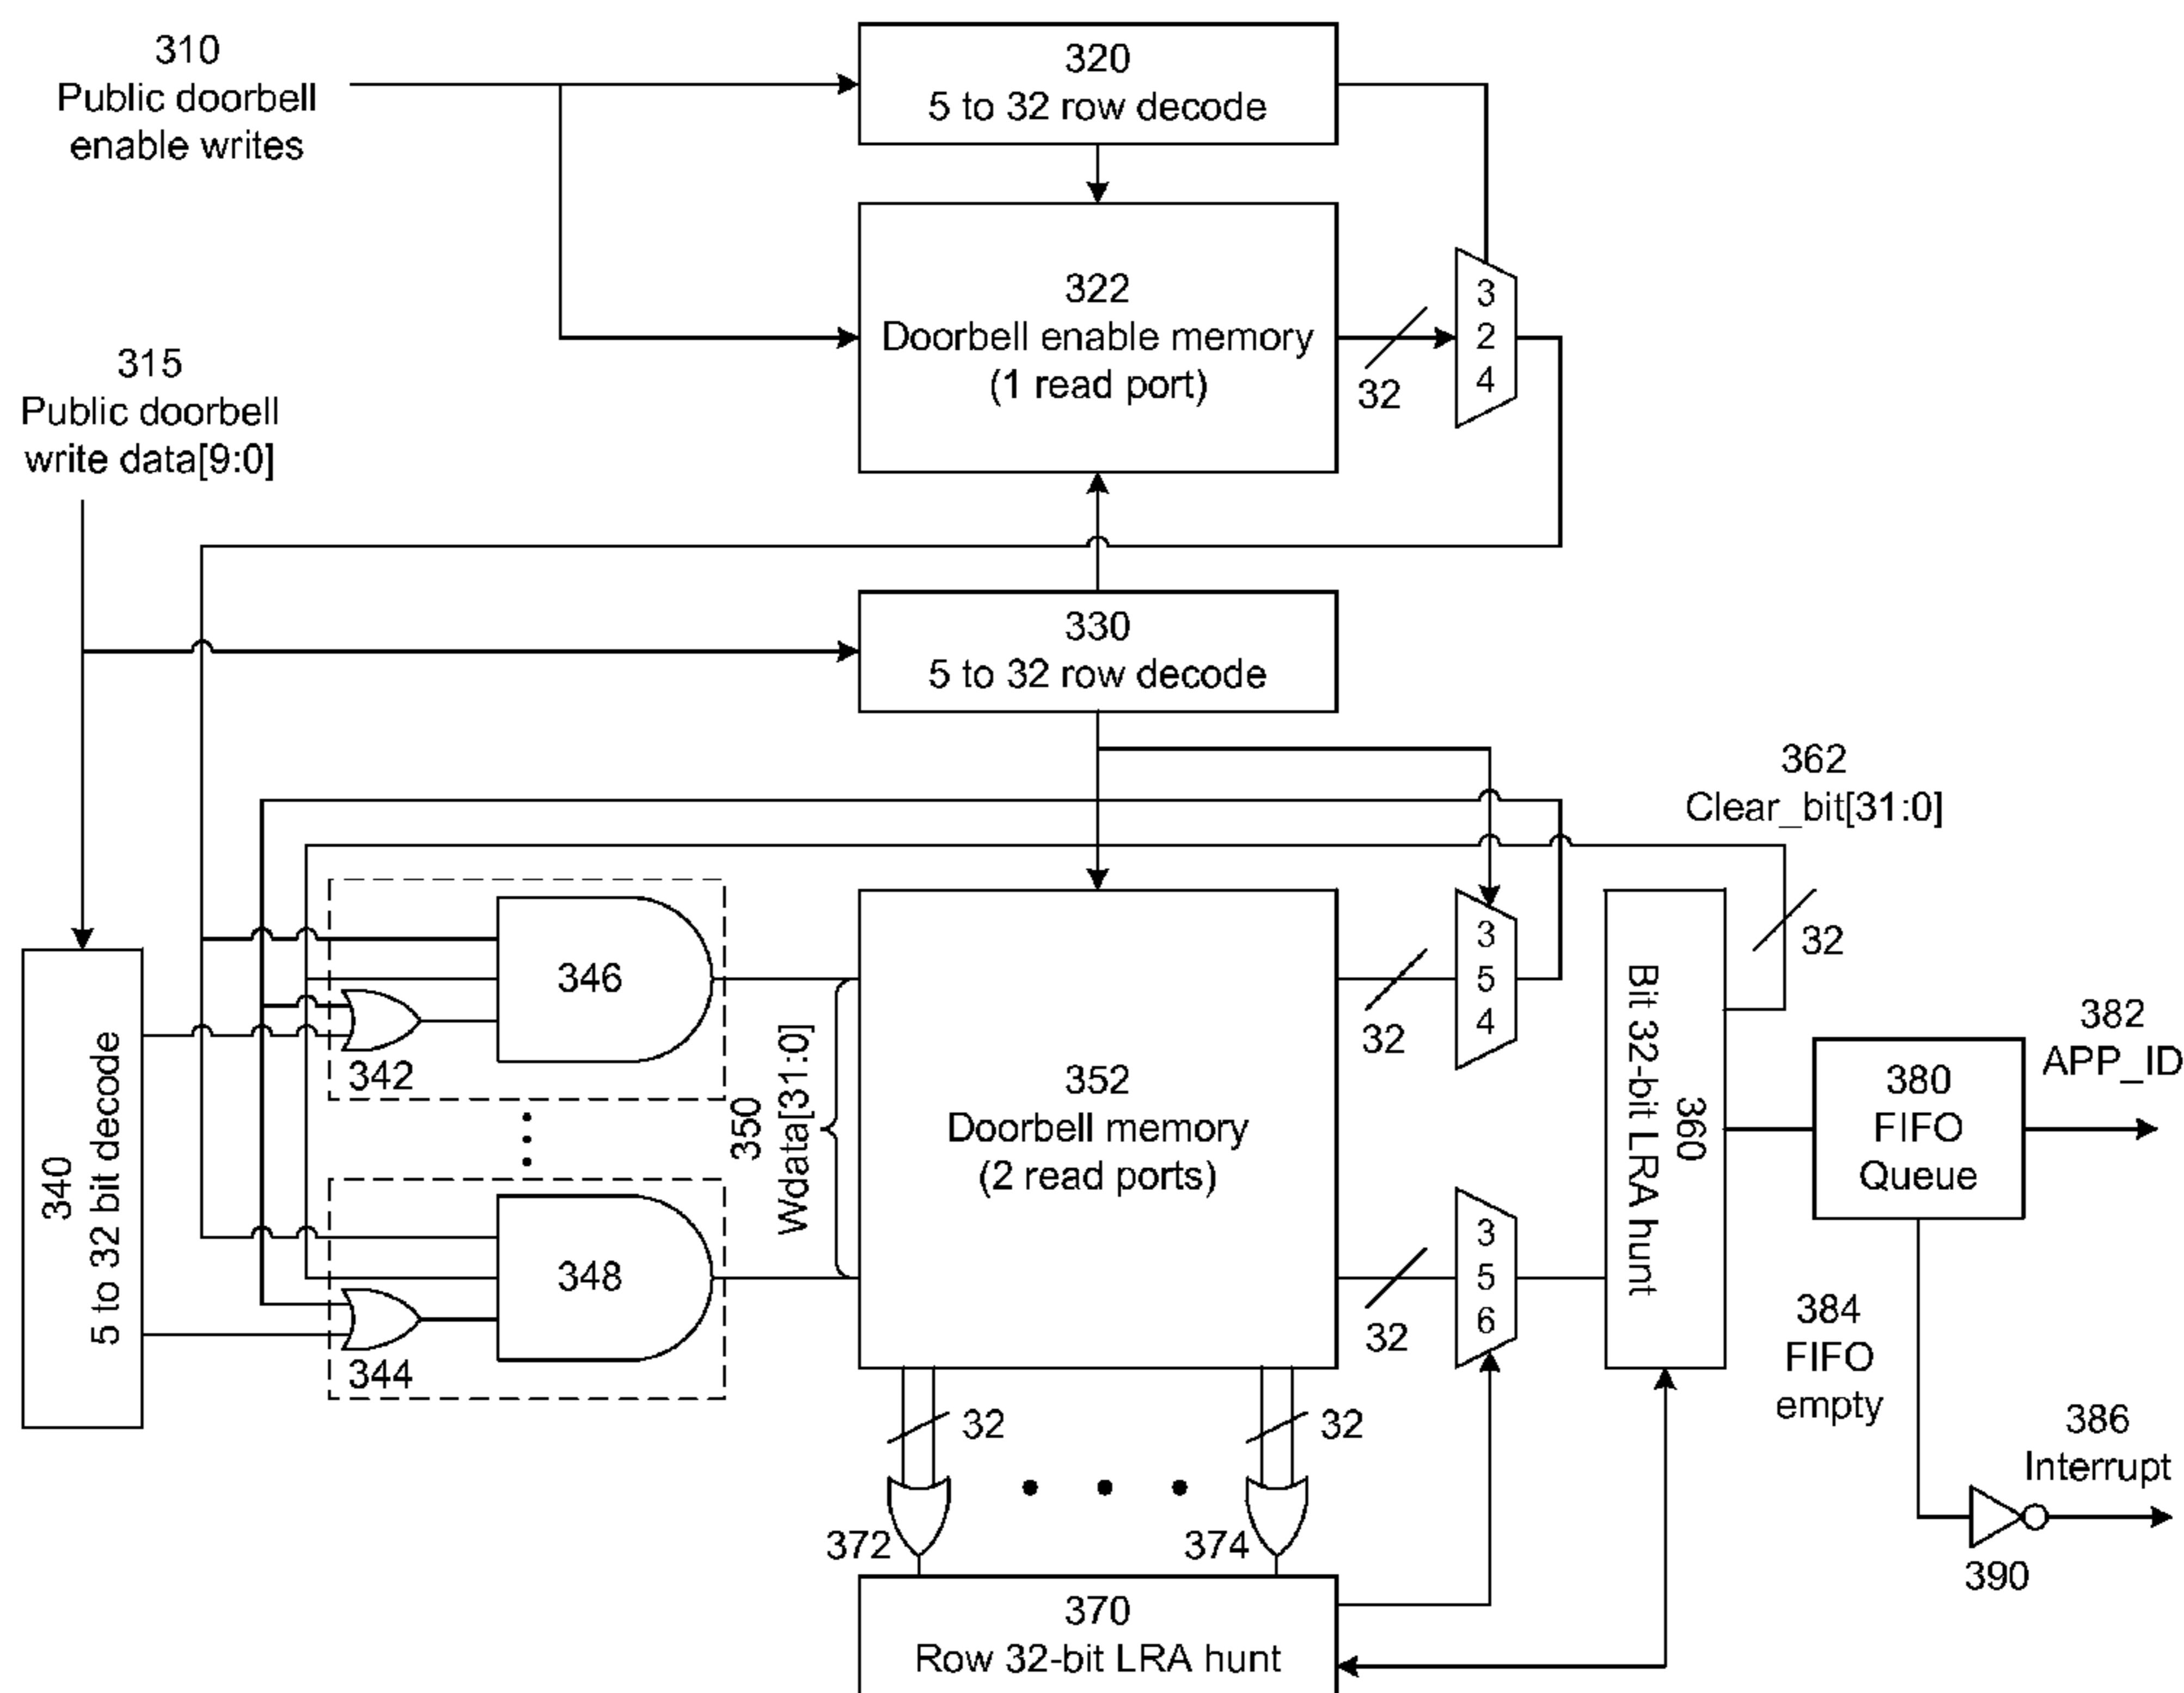 310
Public doorbell
enable writes
320
5 to 32 row decode
322
Doorbell enable memory
(1 read port)
32
3
2
4
315
Public doorbell
write data[9:0]
330
5 to 32 row decode
362
Clear_bit[31:0]
32
340
5 to 32 bit decode
346
342
348
344
350
Wdata[31:0]
352
Doorbell memory
(2 read ports)
32
3
5
4
32
3
5
6
360
Bit 32-bit LRA hunt
380
FIFO
Queue
382
APP_ID
384
FIFO
empty
386
Interrupt
390
32
32
372
374
370
Row 32-bit LRA hunt